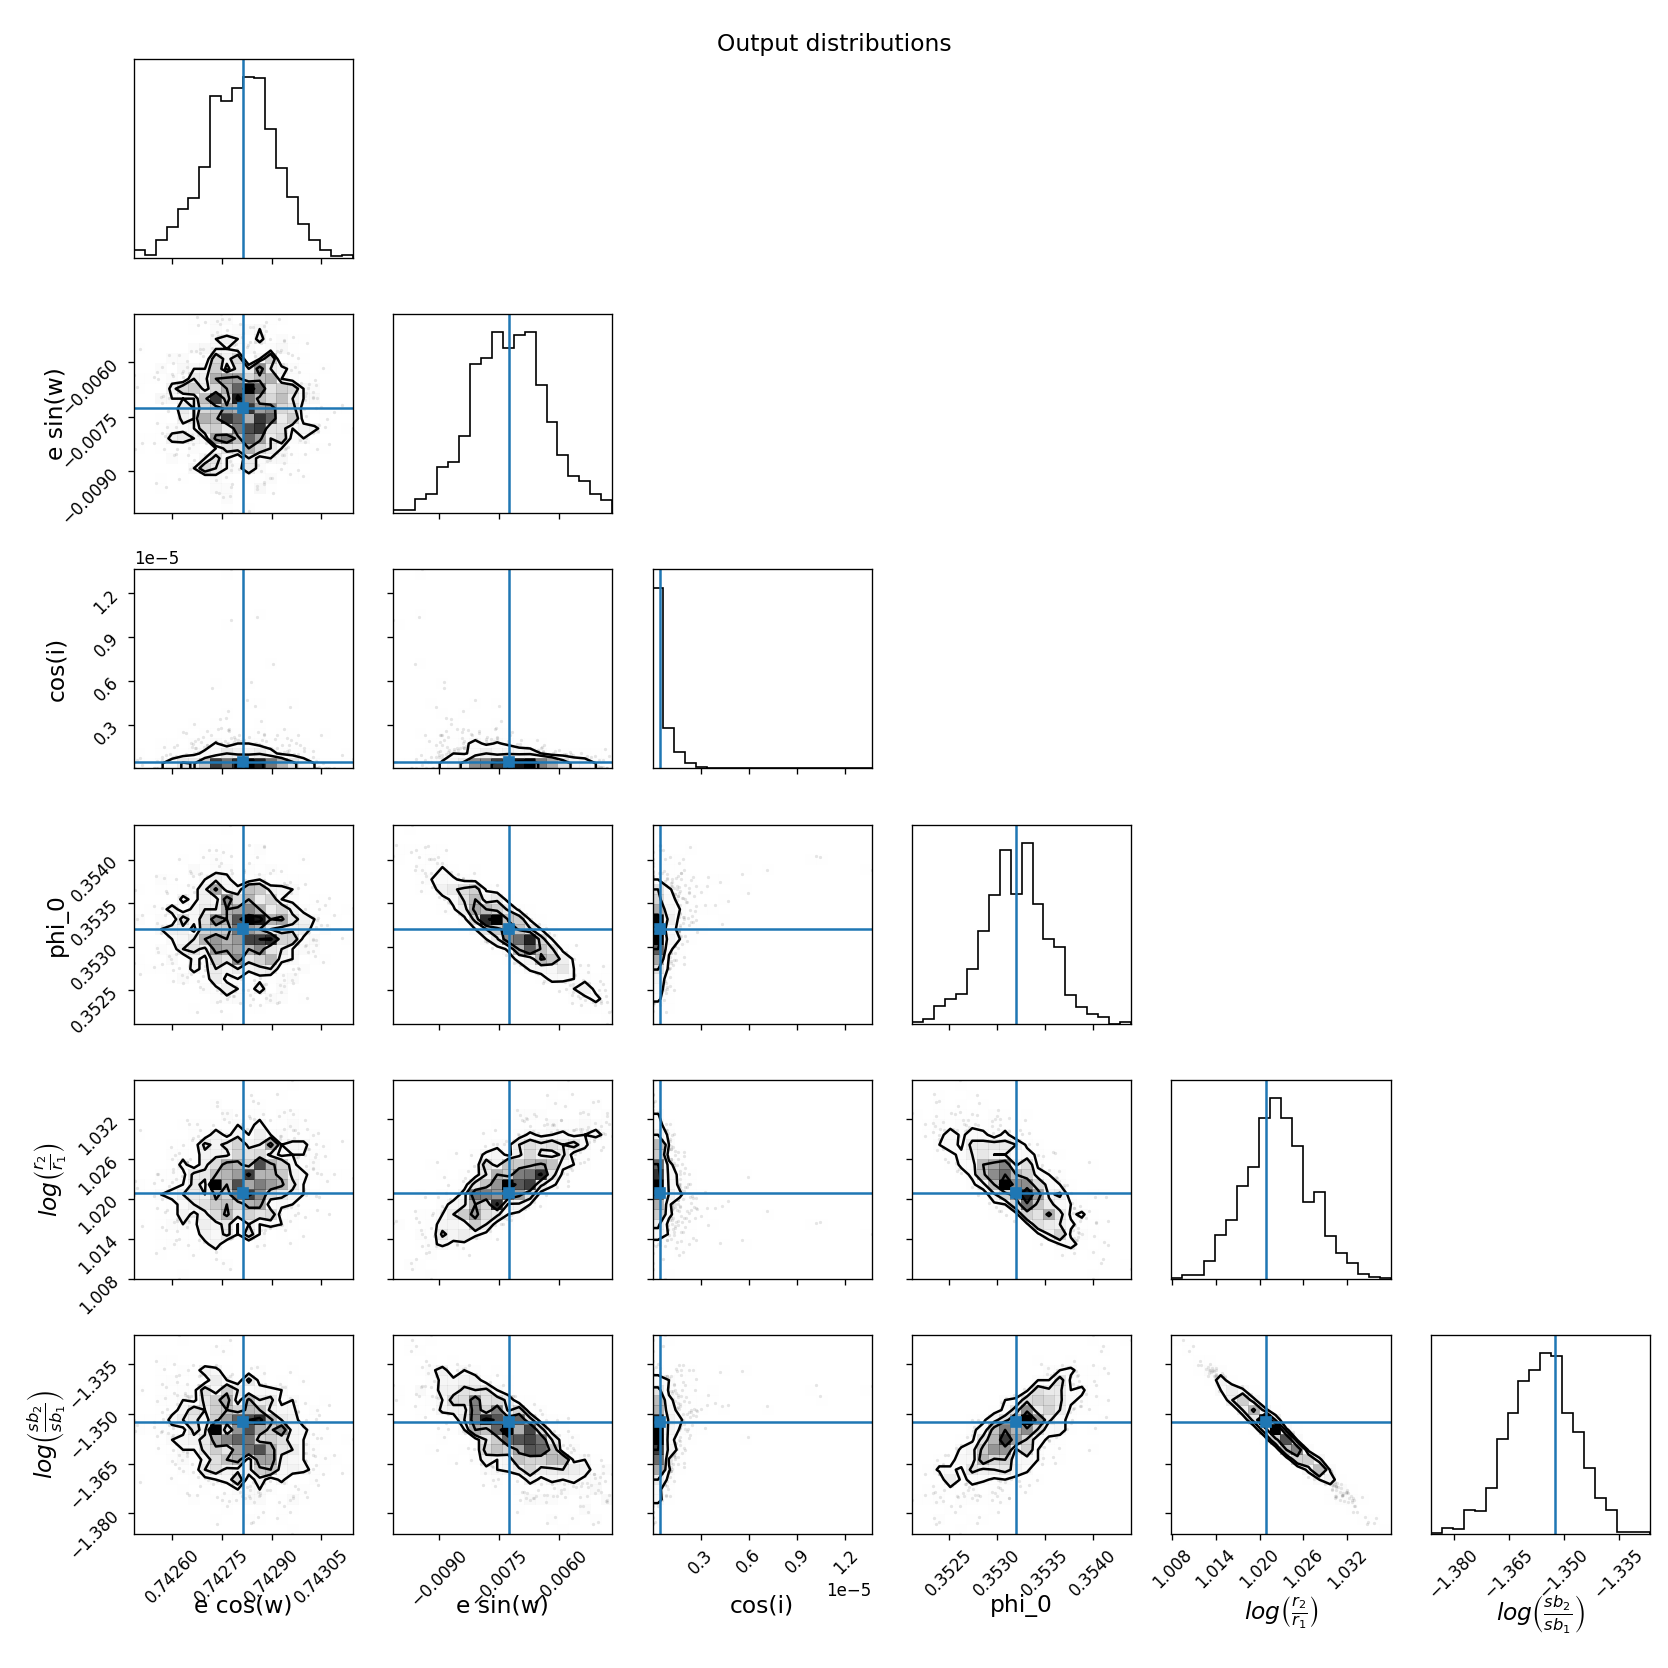 Output distributions
e sin(w)
−0.0060
−0.0075
−0.0090
1e−5
cos(i)
1.2
0.9
0.6
0.3
phi_0
0.3540
0.3535
0.3530
0.3525
log(r2/r1)
1.032
1.026
1.020
1.014
1.008
log(sb2/sb1)
−1.335
−1.350
−1.365
−1.380
0.74260 0.74275 0.74290 0.74305
−0.0090 −0.0075 −0.0060
0.3 0.6 0.9 1.2
1e−5
0.3525 0.3530 0.3535 0.3540
1.008 1.014 1.020 1.026 1.032
−1.380 −1.365 −1.350 −1.335
e cos(w) e sin(w) cos(i) phi_0 log(r2/r1) log(sb2/sb1)